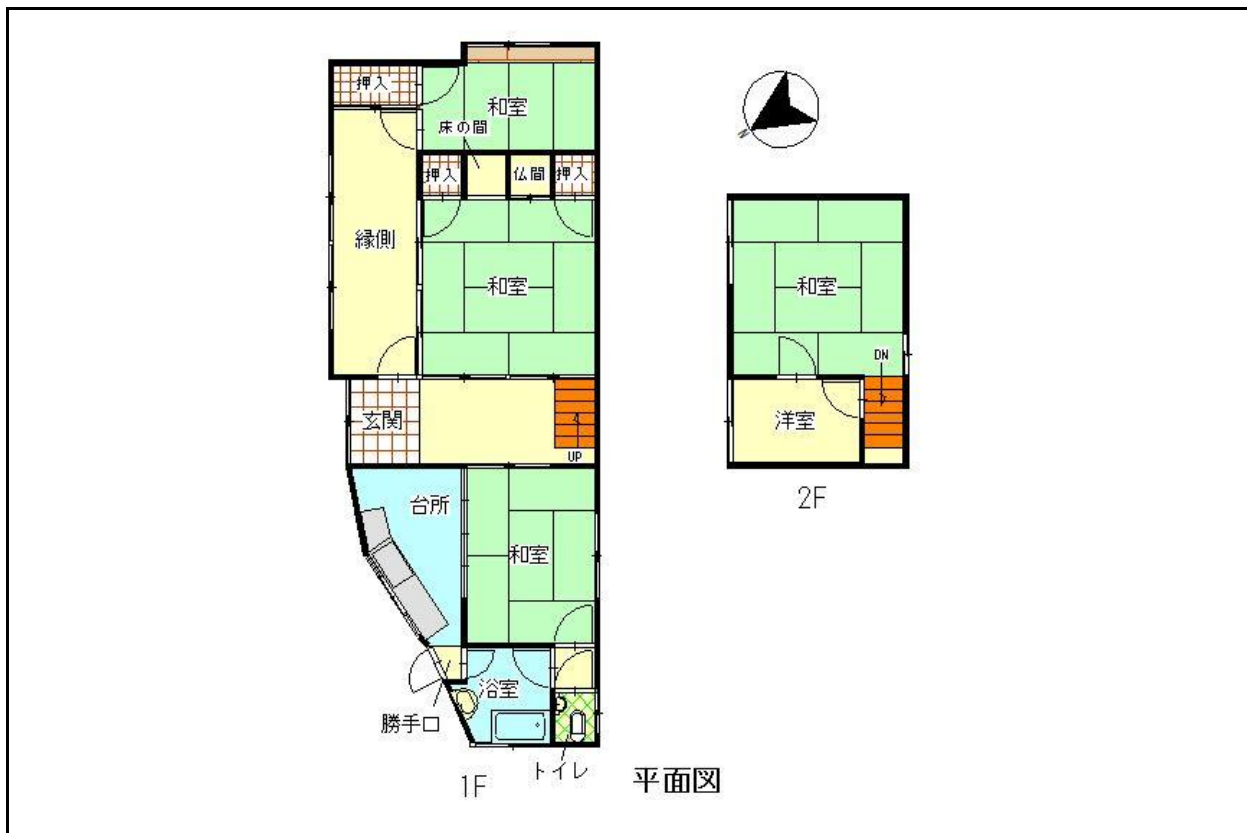 押入
和室
床の間
押入
仏間
押入
縁側
和室
玄関
UP
台所
和室
浴室
勝手口
トイレ
1F
平面図
N
和室
DN
洋室
2F